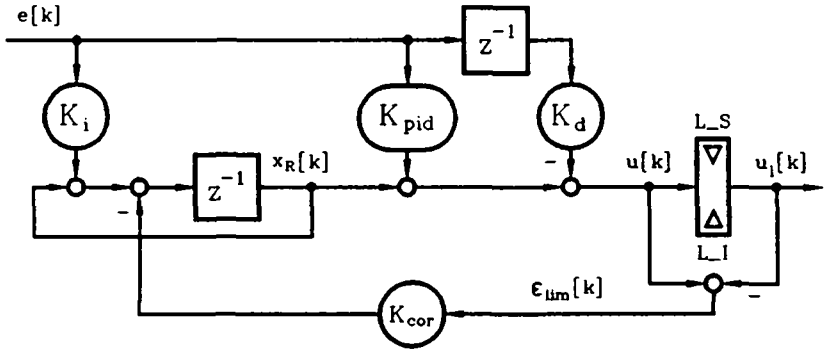 e[k]
z⁻¹
K_i
K_pid
K_d
L_S
-
x_R[k]
u[k]
u_l[k]
z⁻¹
-
L_I
ε_lim[k]
-
K_cor